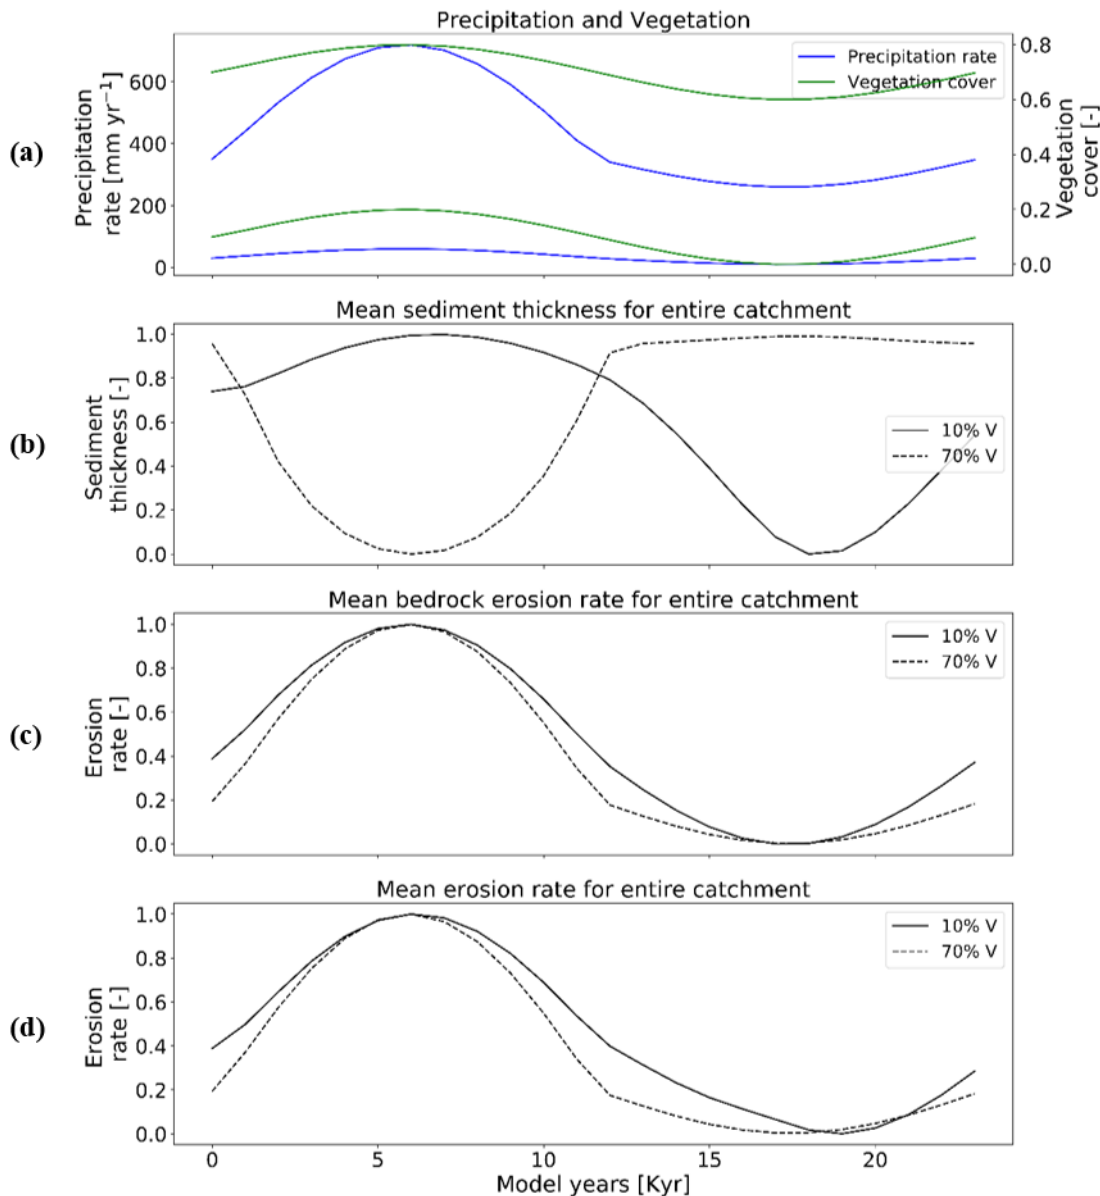 Precipitation and Vegetation
(a)
Precipitation
rate [mm yr⁻¹]
600
400
200
0
Precipitation rate
Vegetation cover
0.8
0.6
0.4
0.2
0.0
Vegetation
cover [-]
Mean sediment thickness for entire catchment
(b)
Sediment
thickness [-]
1.0
0.8
0.6
0.4
0.2
0.0
10% V
70% V
Mean bedrock erosion rate for entire catchment
(c)
Erosion
rate [-]
1.0
0.8
0.6
0.4
0.2
0.0
10% V
70% V
Mean erosion rate for entire catchment
(d)
Erosion
rate [-]
1.0
0.8
0.6
0.4
0.2
0.0
10% V
70% V
0 5 10 15 20
Model years [Kyr]